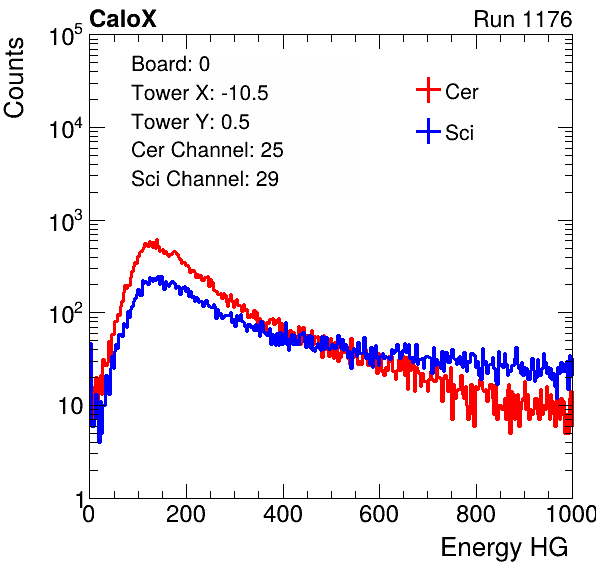 CaloX Run 1176
Counts
10^5
10^4
10^3
10^2
10
1
Board: 0
Tower X: -10.5
Tower Y: 0.5
Cer Channel: 25
Sci Channel: 29
Cer
Sci
0 200 400 600 800 1000
Energy HG